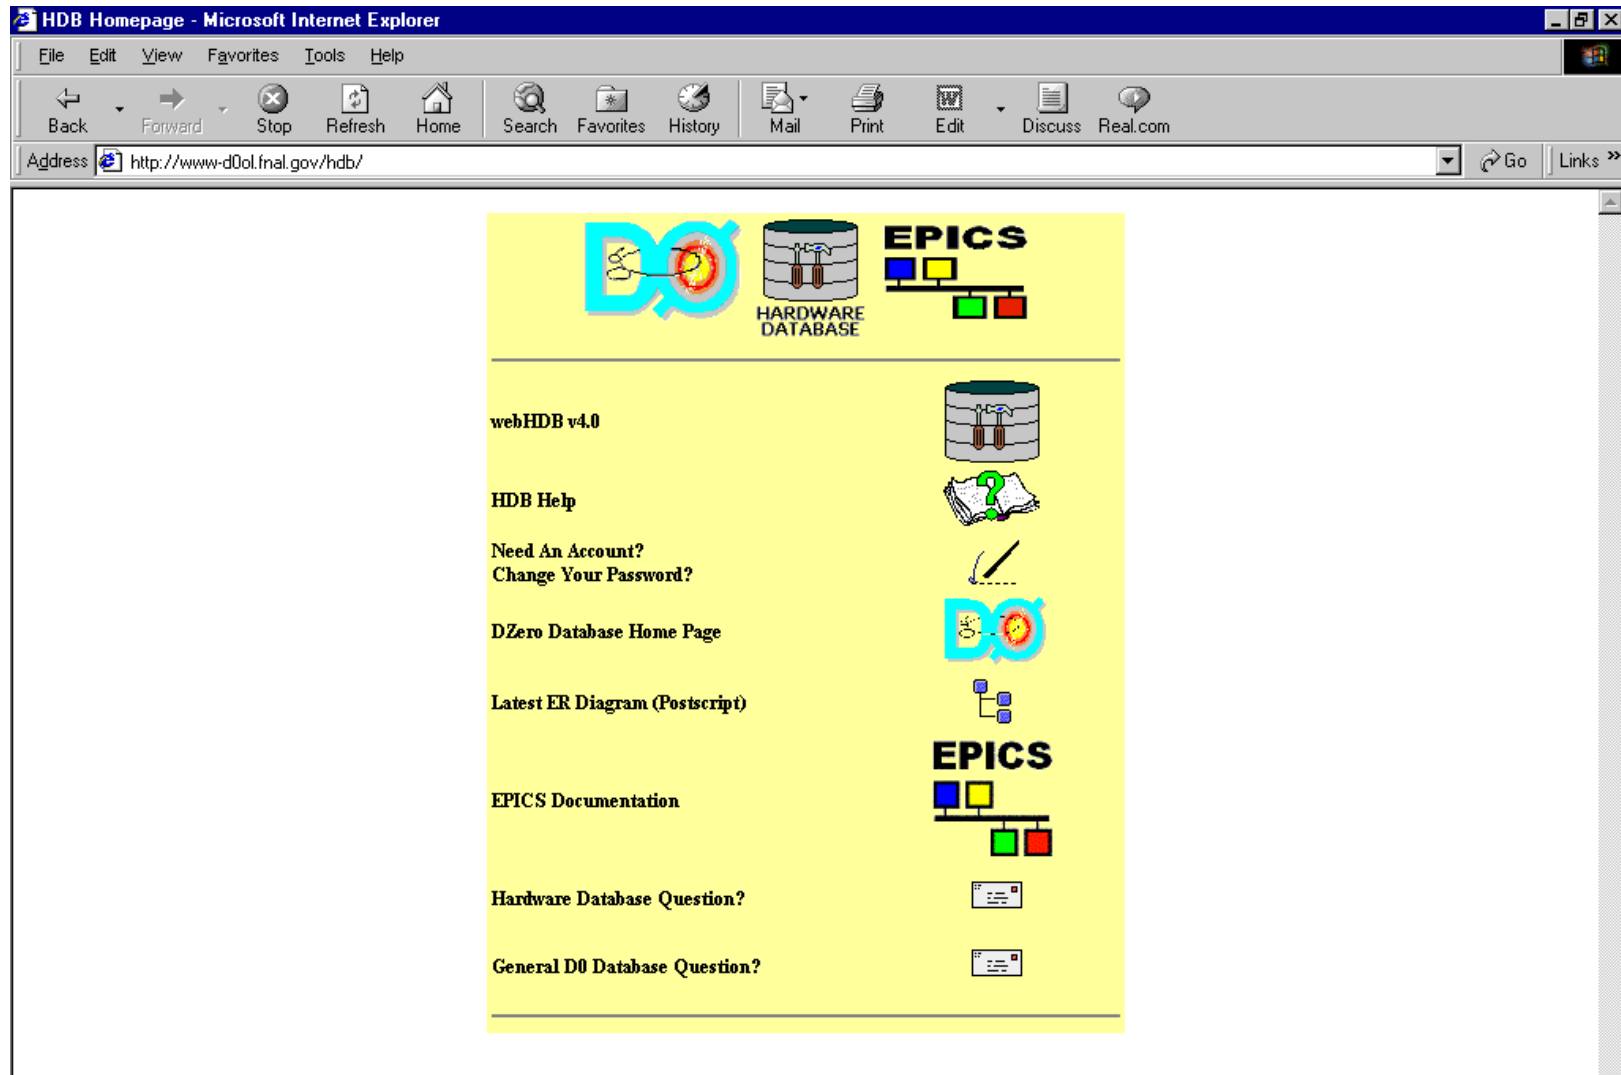 HDB Homepage - Microsoft Internet Explorer
File Edit View Favorites Tools Help
Back Forward Stop Refresh Home Search Favorites History Mail Print Edit Discuss Real.com
Address http://www-d0ol.fnal.gov/hdb/ Go Links »
DØ
EPICS
HARDWARE
DATABASE
webHDB v4.0
HDB Help
Need An Account?
Change Your Password?
DZero Database Home Page
DØ
Latest ER Diagram (Postscript)
EPICS
EPICS Documentation
Hardware Database Question?
General D0 Database Question?